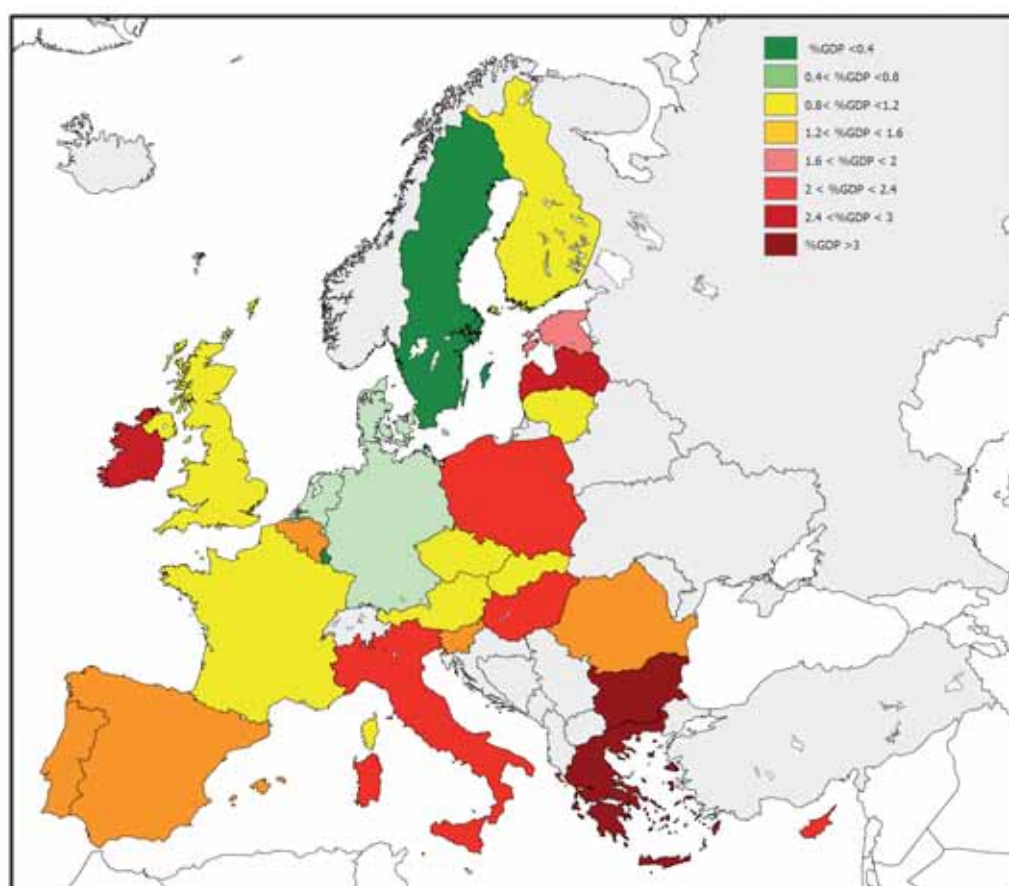 %GDP <0.4
0.4< %GDP <0.8
0.8< %GDP <1.2
1.2< %GDP < 1.6
1.6 < %GDP < 2
2 < %GDP < 2.4
2.4 <%GDP < 3
%GDP >3